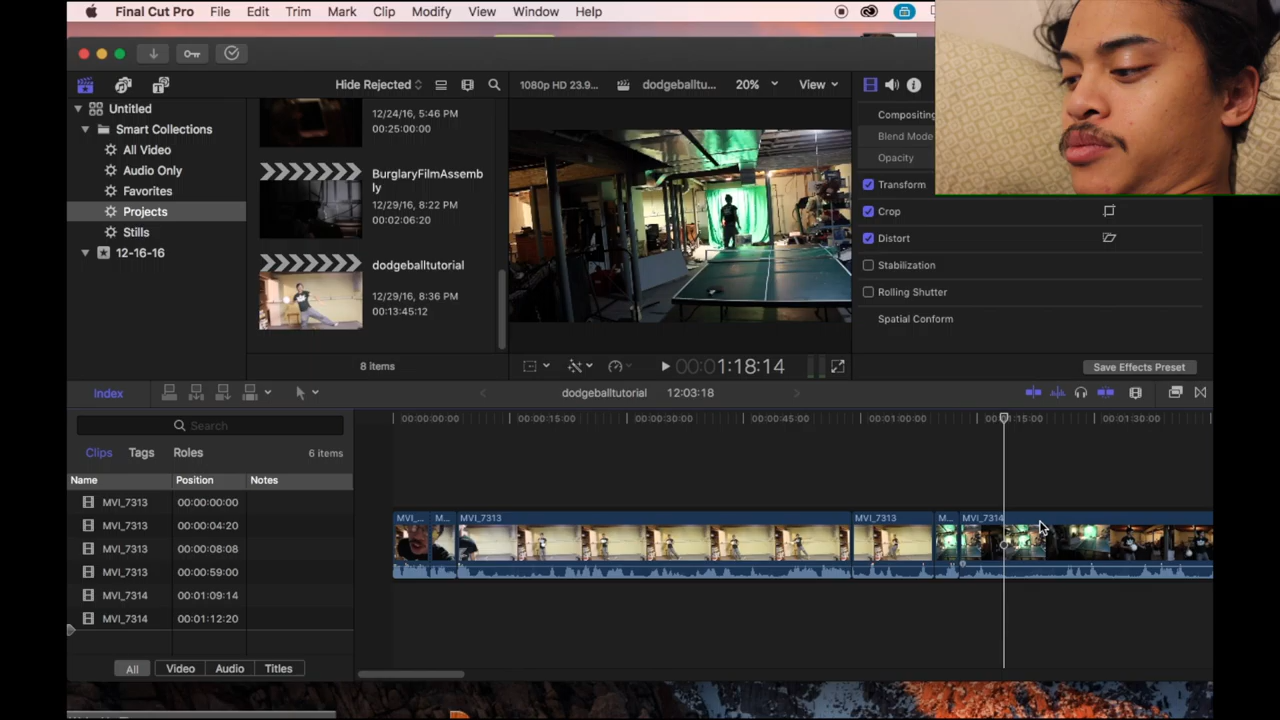 Final Cut Pro File Edit Trim Mark Clip Modify View Window Help
Hide Rejected 1080p HD 23.9... dodgeballtu... 20% View
Untitled
Smart Collections
All Video
Audio Only
Favorites
Projects
Stills
12-16-16
12/24/16, 5:46 PM
00:25:00:00
BurglaryFilmAssemb
ly
12/29/16, 8:22 PM
00:02:06:20
dodgeballtutorial
12/29/16, 8:36 PM
00:13:45:12
8 items
00:01:18:14
Compositing
Blend Mode
Opacity
Transform
Crop
Distort
Stabilization
Rolling Shutter
Spatial Conform
Save Effects Preset
Index dodgeballtutorial 12:03:18
Search
Clips Tags Roles 6 items
Name Position Notes
MVI_7313 00:00:00:00
MVI_7313 00:00:04:20
MVI_7313 00:00:08:08
MVI_7313 00:00:59:00
MVI_7314 00:01:09:14
MVI_7314 00:01:12:20
All Video Audio Titles
00:00:00:00 00:00:15:00 00:00:30:00 00:00:45:00 00:01:00:00 00:01:15:00 00:01:30:00
MVI_... M... MVI_7313 MVI_7313 M... MVI_7314